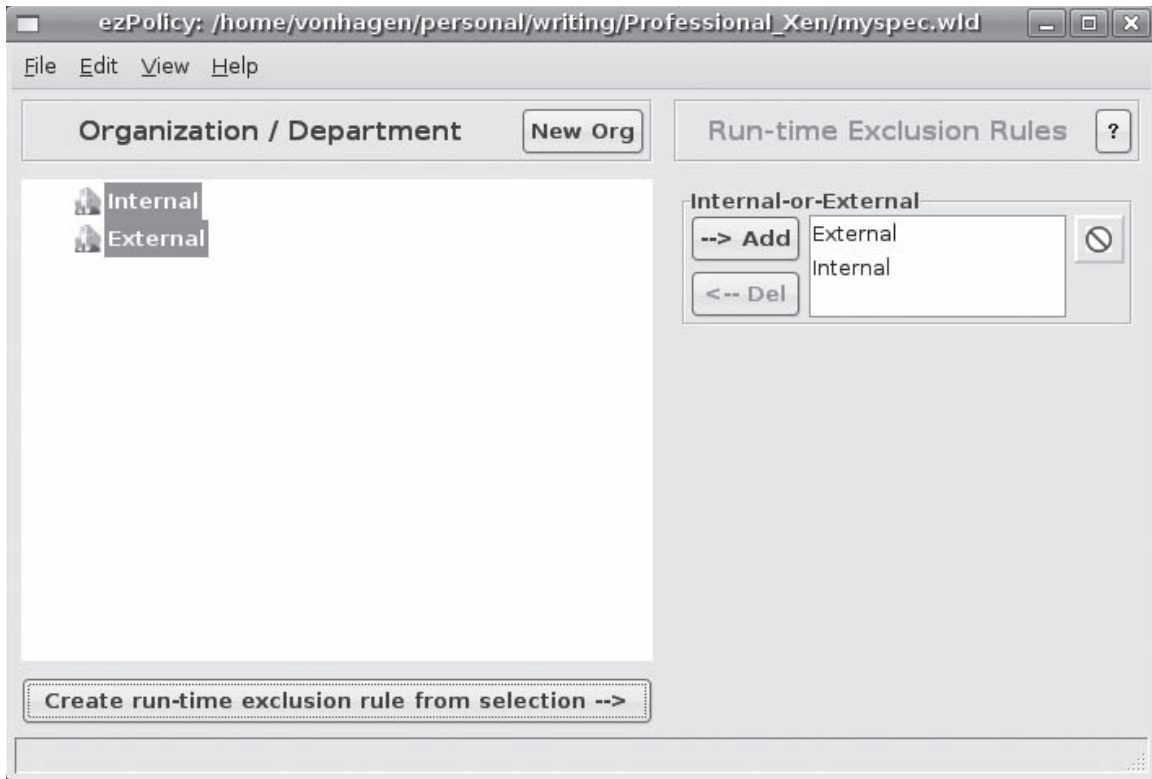 ezPolicy: /home/vonhagen/personal/writing/Professional_Xen/myspec.wld
File Edit View Help
Organization / Department
New Org
Internal
External
Create run-time exclusion rule from selection -->
Run-time Exclusion Rules
?
Internal-or-External
--> Add
<-- Del
External
Internal